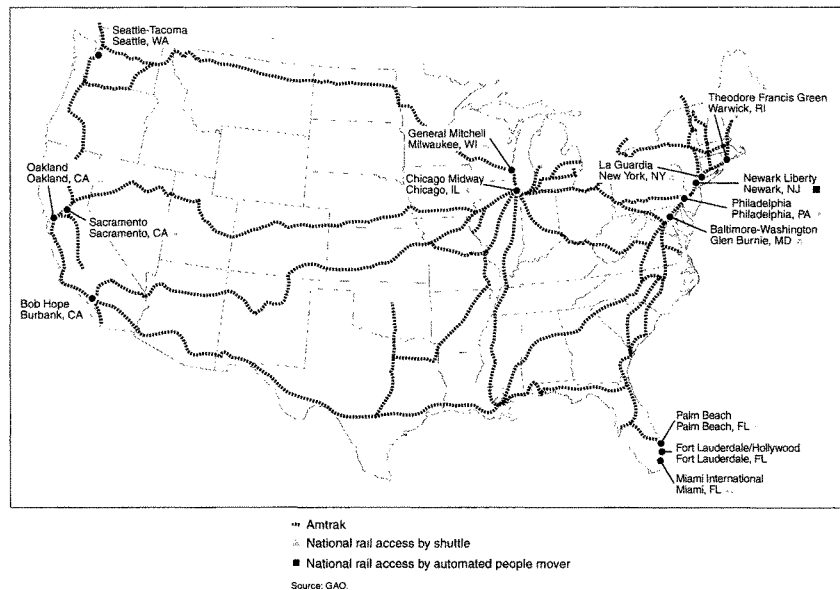 Seattle-Tacoma
Seattle, WA
Theodore Francis Green
Warwick, RI
General Mitchell
Milwaukee, WI
La Guardia
New York, NY
Oakland
Oakland, CA
Chicago Midway
Chicago, IL
Newark Liberty
Newark, NJ
Sacramento
Sacramento, CA
Philadelphia
Philadelphia, PA
Baltimore-Washington
Glen Burnie, MD
Bob Hope
Burbank, CA
Palm Beach
Palm Beach, FL
Fort Lauderdale/Hollywood
Fort Lauderdale, FL
Miami International
Miami, FL
Amtrak
National rail access by shuttle
National rail access by automated people mover
Source: GAO.